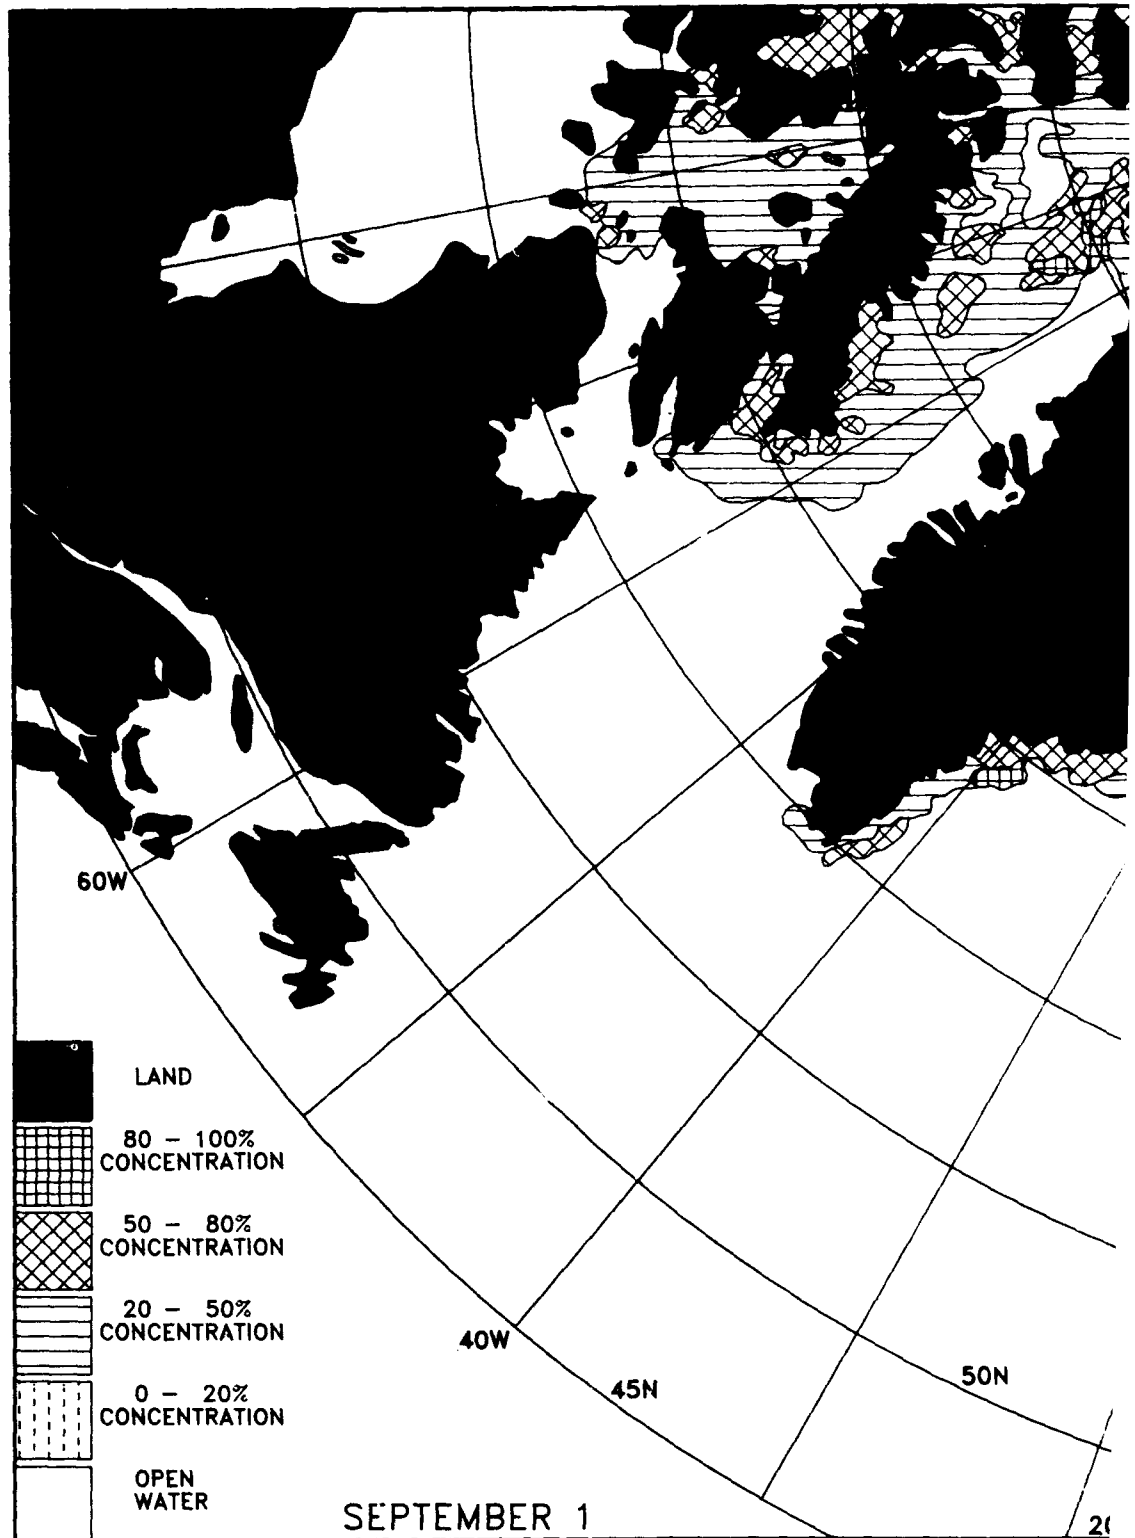 60W
LAND
80 - 100%
CONCENTRATION
50 - 80%
CONCENTRATION
20 - 50%
CONCENTRATION
0 - 20%
CONCENTRATION
OPEN
WATER
40W
45N
50N
SEPTEMBER 1